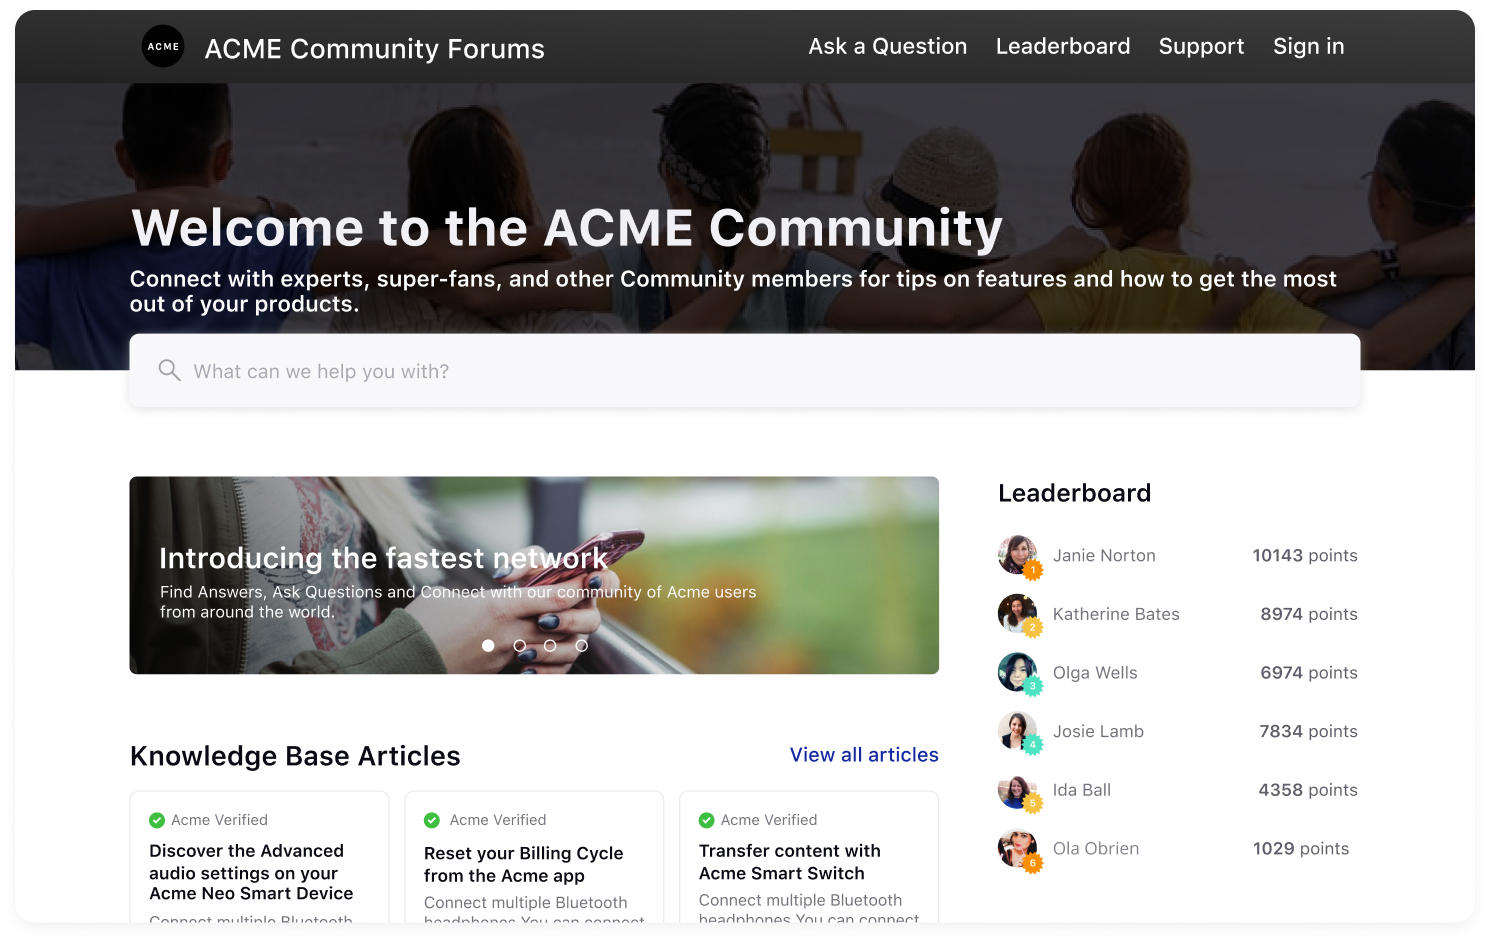 ACME
ACME Community Forums
Ask a Question
Leaderboard
Support
Sign in
Welcome to the ACME Community
Connect with experts, super-fans, and other Community members for tips on features and how to get the most
out of your products.
What can we help you with?
Introducing the fastest network
Find Answers, Ask Questions and Connect with our community of Acme users
from around the world.
Leaderboard
1
Janie Norton
10143 points
2
Katherine Bates
8974 points
3
Olga Wells
6974 points
4
Josie Lamb
7834 points
5
Ida Ball
4358 points
6
Ola Obrien
1029 points
Knowledge Base Articles
View all articles
Acme Verified
Discover the Advanced
audio settings on your
Acme Neo Smart Device
Connect multiple Bluetooth
Acme Verified
Reset your Billing Cycle
from the Acme app
Connect multiple Bluetooth
headphones You can connect
Acme Verified
Transfer content with
Acme Smart Switch
Connect multiple Bluetooth
headphones You can connect